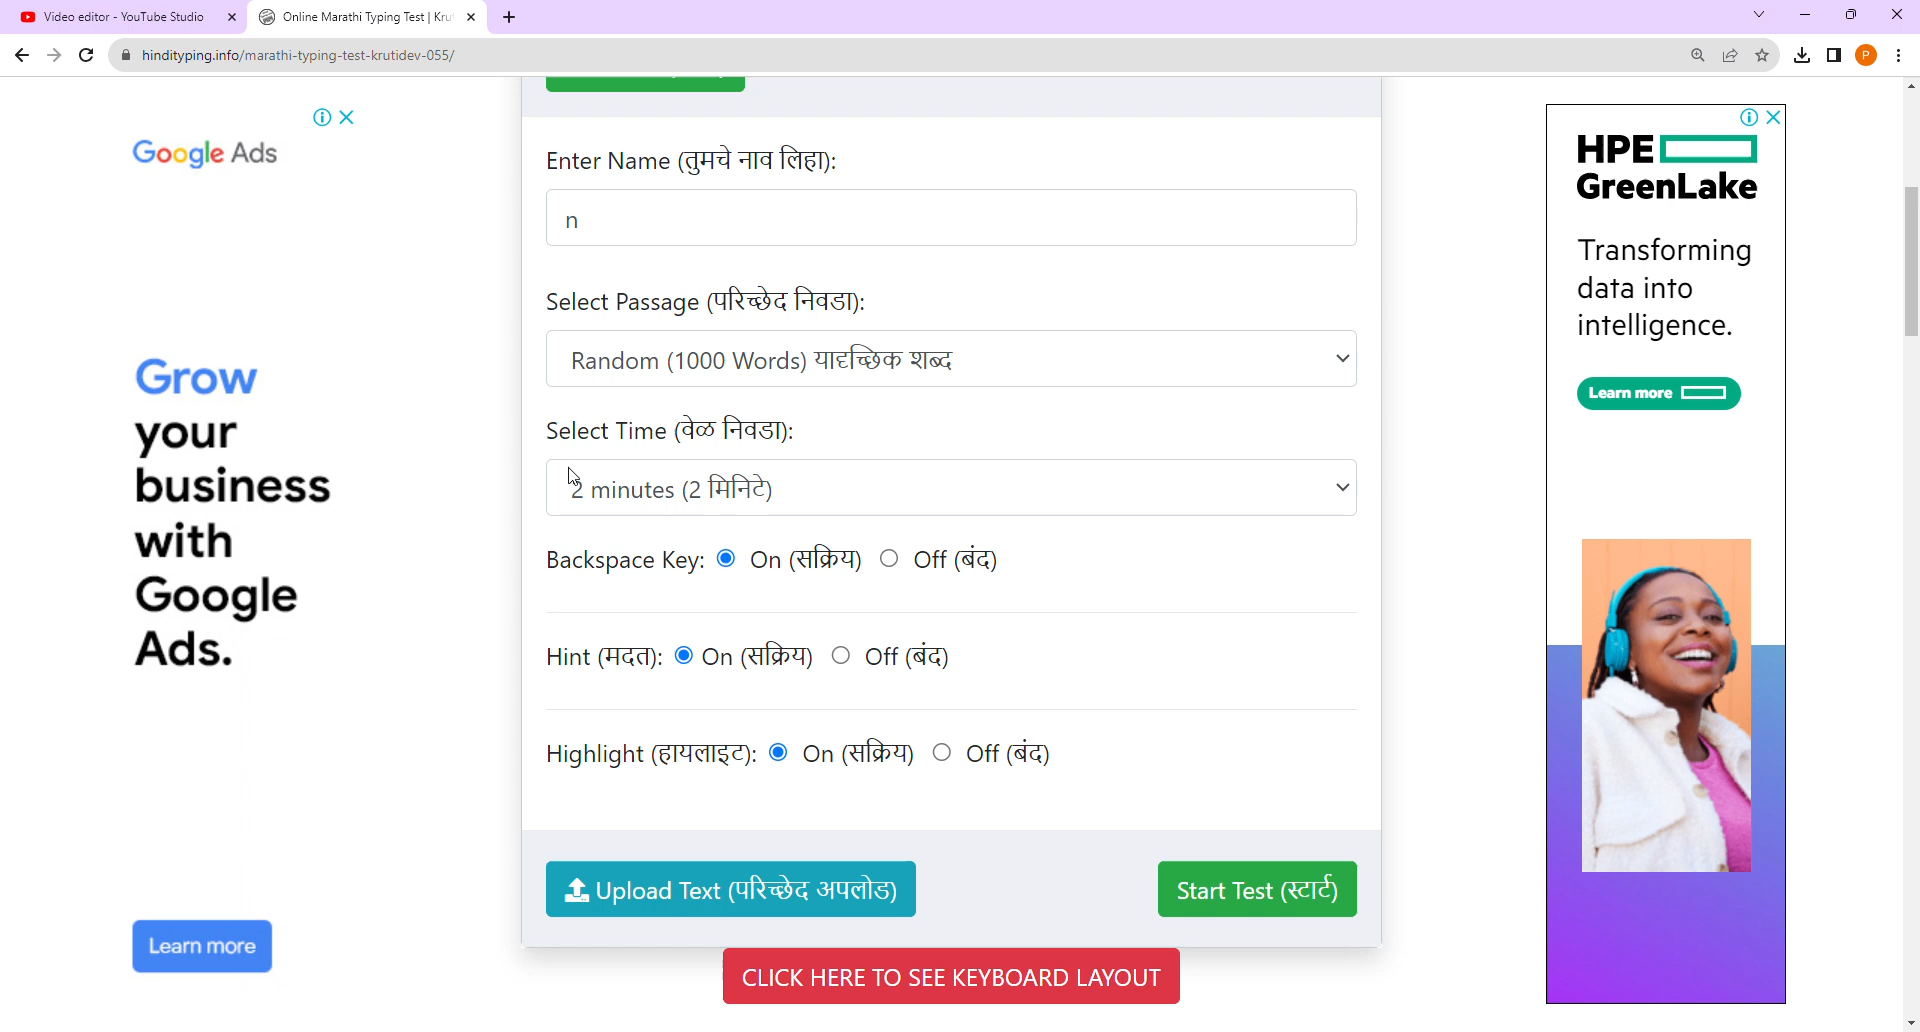 Video editor - YouTube Studio
Online Marathi Typing Test | Kru
hindityping.info/marathi-typing-test-krutidev-055/
P
Google Ads
Grow
your
business
with
Google
Ads.
Learn more
Enter Name (तुमचे नाव लिहा):
n
Select Passage (परिच्छेद निवडा):
Random (1000 Words) यादृच्छिक शब्द
Select Time (वेळ निवडा):
2 minutes (2 मिनिटे)
Backspace Key: On (सक्रिय) Off (बंद)
Hint (मदत): On (सक्रिय) Off (बंद)
Highlight (हायलाइट): On (सक्रिय) Off (बंद)
Upload Text (परिच्छेद अपलोड)
Start Test (स्टार्ट)
CLICK HERE TO SEE KEYBOARD LAYOUT
HPE
GreenLake
Transforming
data into
intelligence.
Learn more